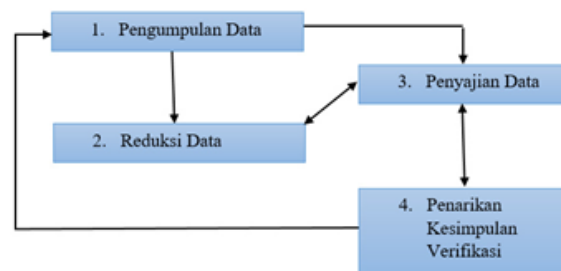 1. Pengumpulan Data
3. Penyajian Data
2. Reduksi Data
4. Penarikan
Kesimpulan
Verifikasi